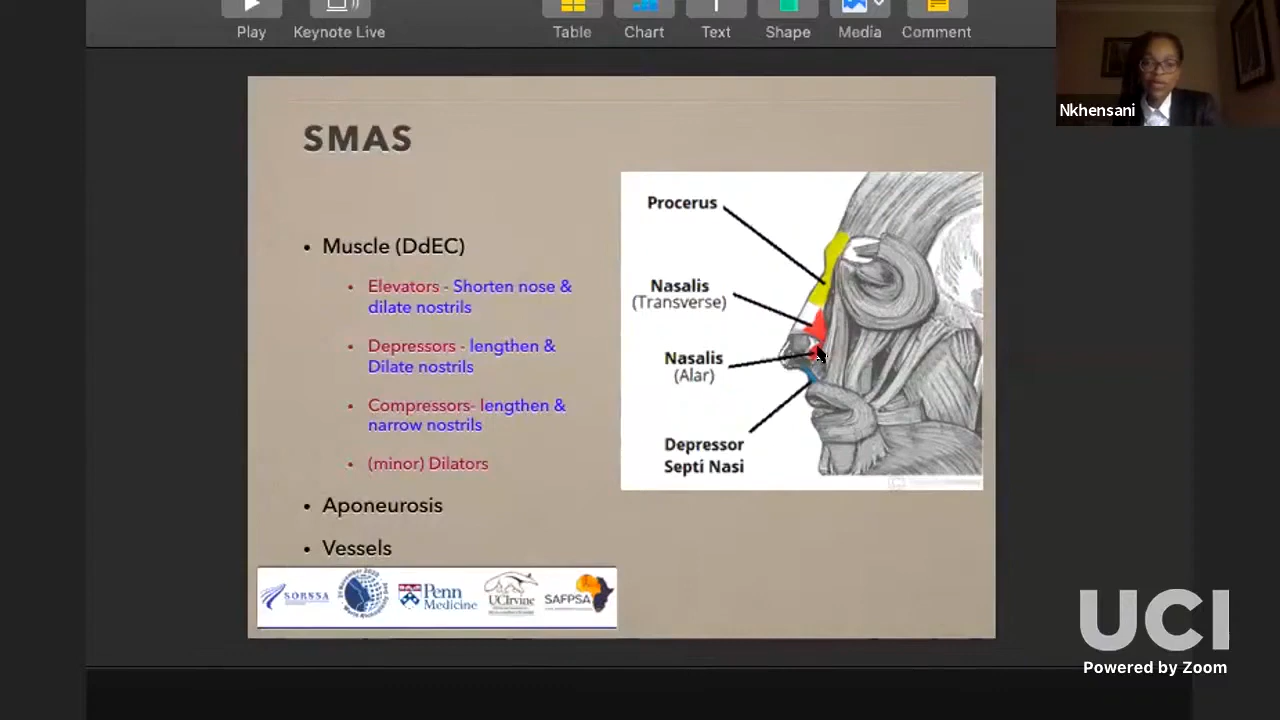 Play
Keynote Live
Table
Chart
Text
Shape
Media
Comment
Nkhensani
SMAS
• Muscle (DdEC)
• Elevators - Shorten nose &
dilate nostrils
• Depressors - lengthen &
Dilate nostrils
• Compressors- lengthen &
narrow nostrils
• (minor) Dilators
• Aponeurosis
• Vessels
Procerus
Nasalis
(Transverse)
Nasalis
(Alar)
Depressor
Septi Nasi
SORNSA
Penn
Medicine
UCIrvine
SAFPSA
UCI
Powered by Zoom